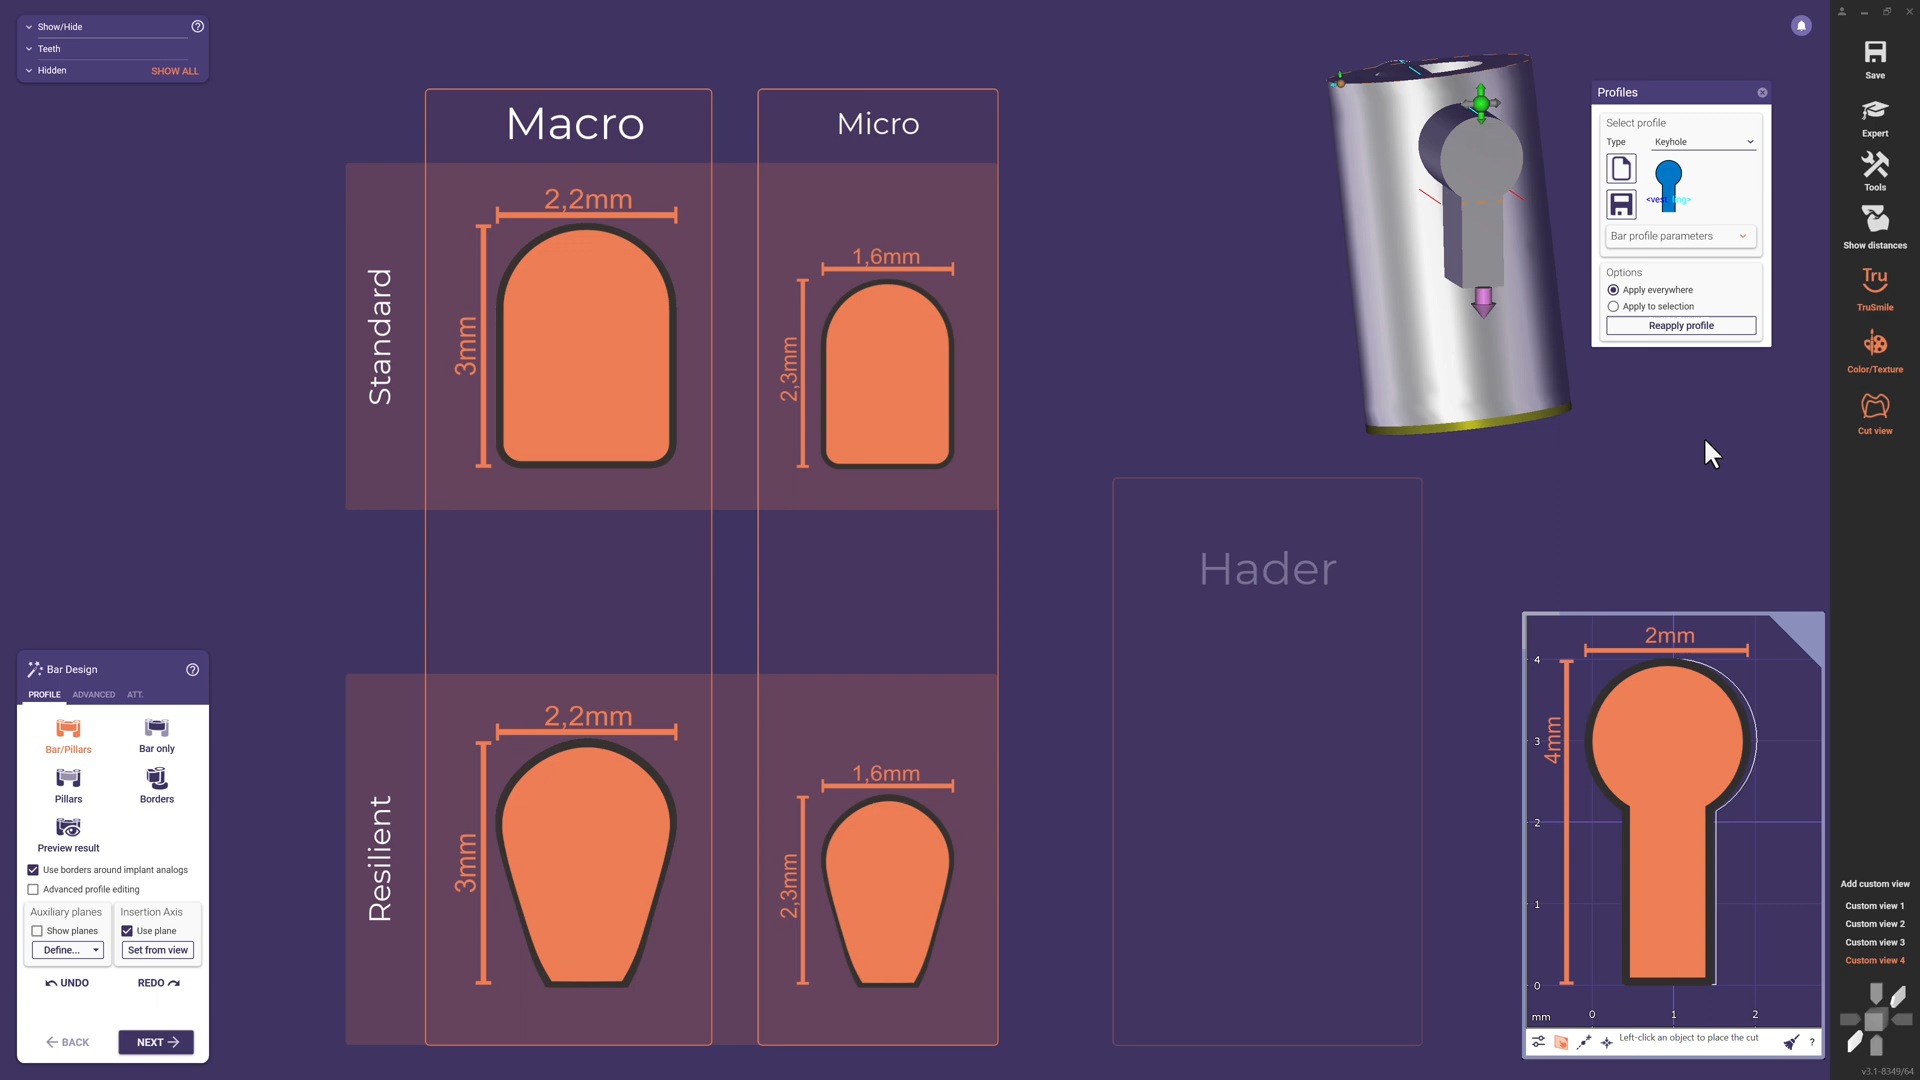 Show/Hide
Teeth
Hidden SHOW ALL
Macro
Micro
2,2mm
3mm
Standard
1,6mm
2,3mm
2,2mm
3mm
Resilient
1,6mm
2,3mm
Hader
Profiles
Select profile
Type Keyhole
Bar profile parameters
Options
Apply everywhere
Apply to selection
Reapply profile
Save
Expert
Tools
Show distances
Tru
TruSmile
Color/Texture
Cut view
Bar Design
PROFILE ADVANCED ATT.
Bar/Pillars Bar only
Pillars Borders
Preview result
Use borders around implant analogs
Advanced profile editing
Auxiliary planes Insertion Axis
Show planes Use plane
Define... Set from view
UNDO REDO
BACK NEXT
2mm
4mm
4
3
2
1
0
mm 0 1 2
Left-click an object to place the cut ?
Add custom view
Custom view 1
Custom view 2
Custom view 3
Custom view 4
v3.1-8349/64